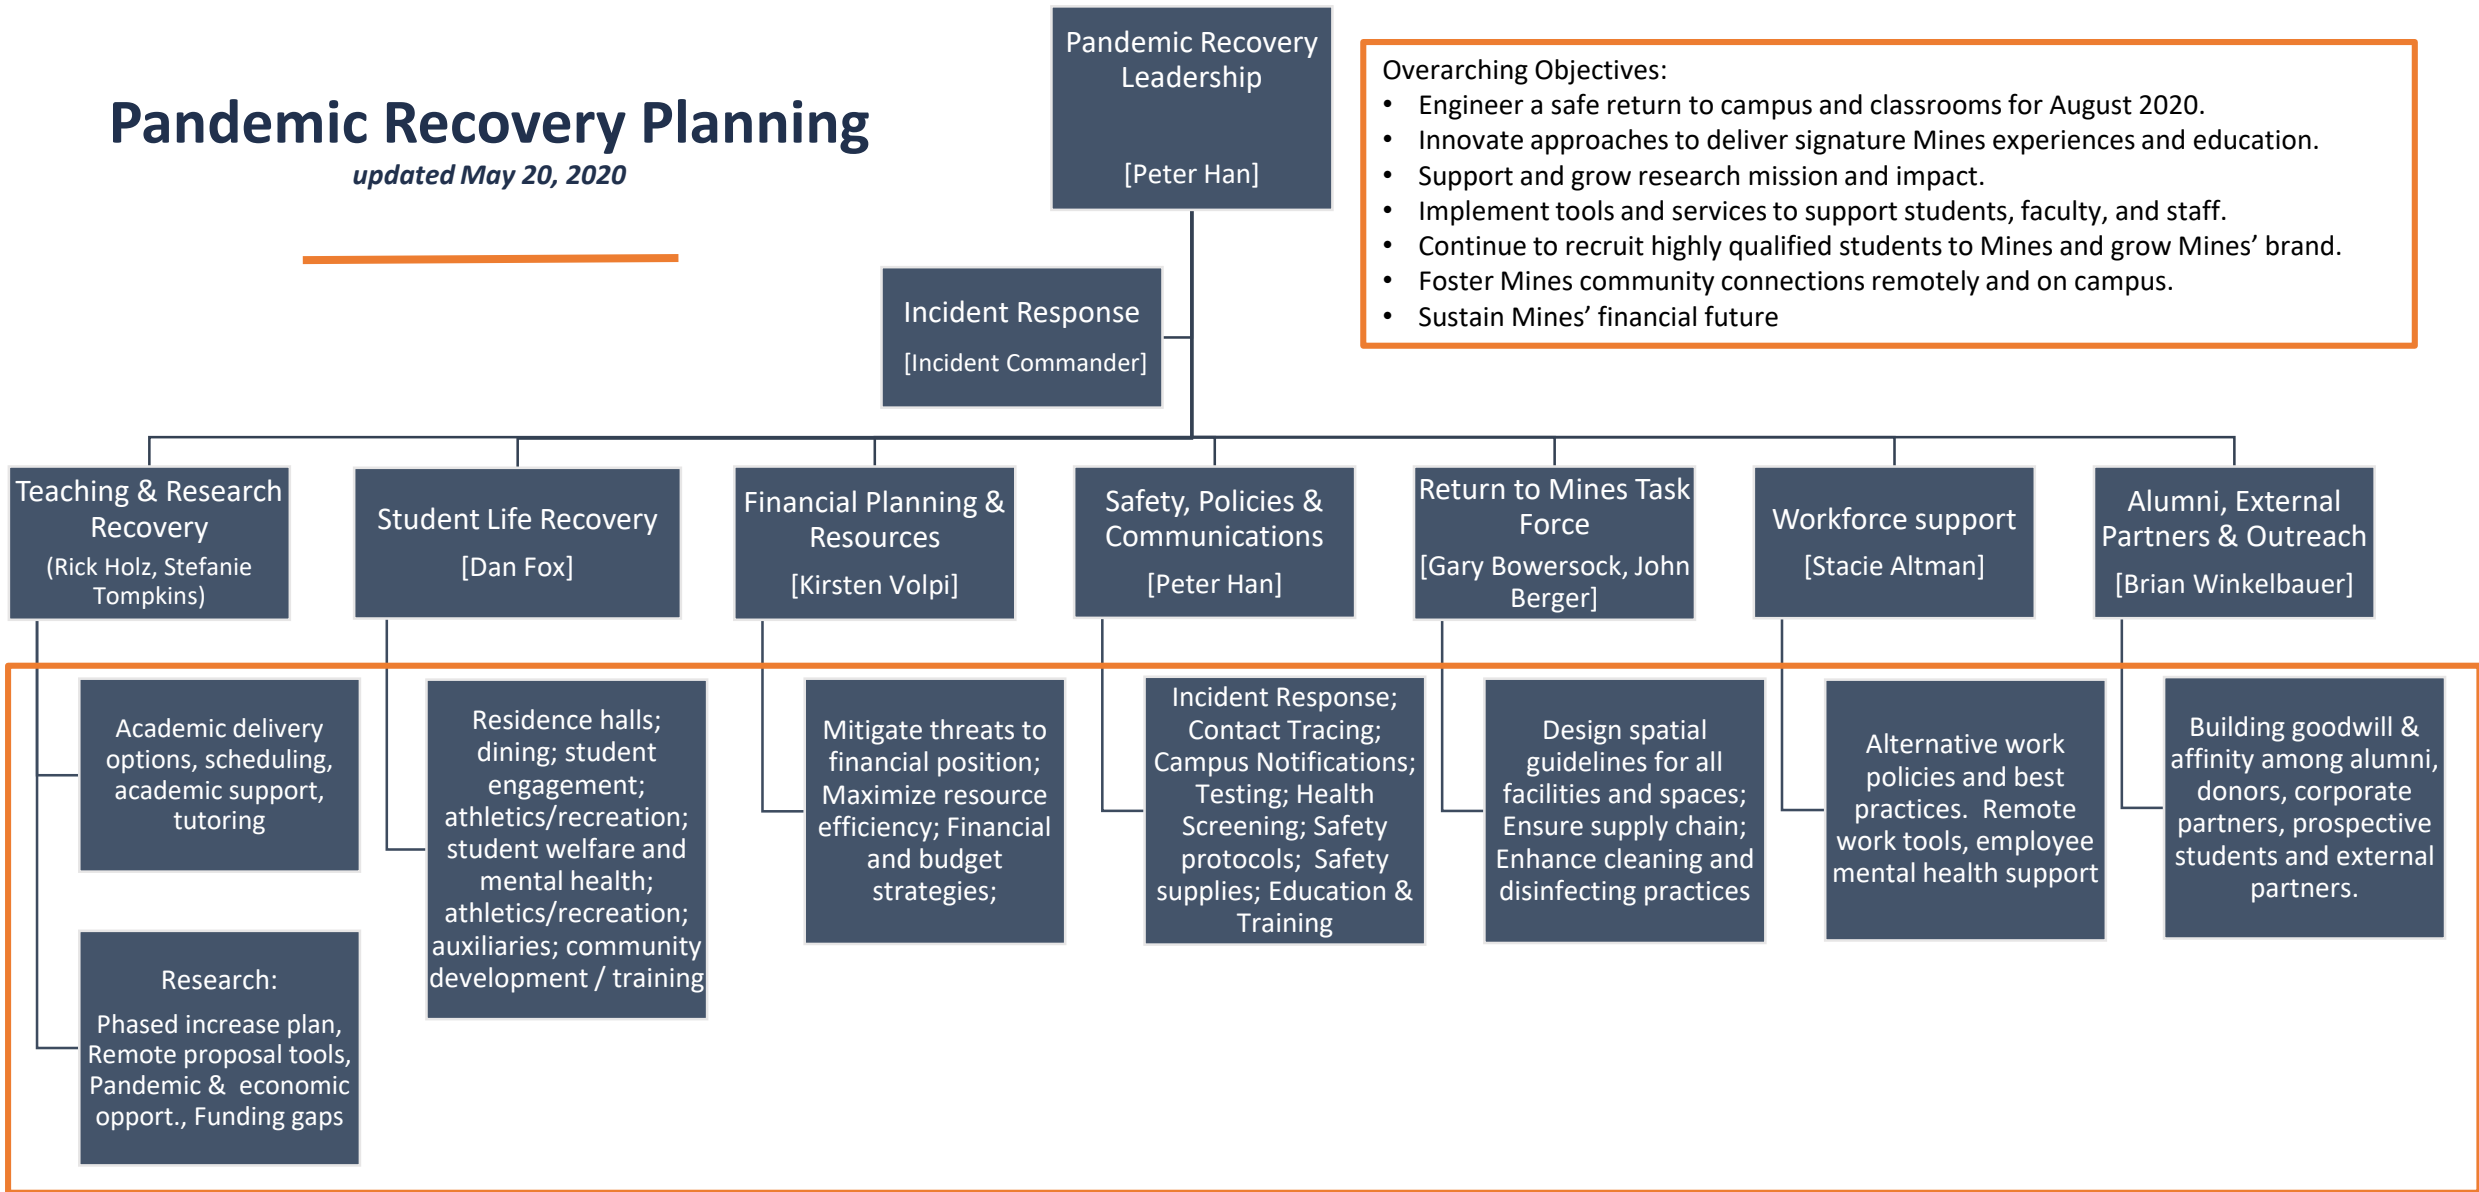 Pandemic Recovery Planning
updated May 20, 2020
Pandemic Recovery
Leadership
[Peter Han]
Overarching Objectives:
• Engineer a safe return to campus and classrooms for August 2020.
• Innovate approaches to deliver signature Mines experiences and education.
• Support and grow research mission and impact.
• Implement tools and services to support students, faculty, and staff.
• Continue to recruit highly qualified students to Mines and grow Mines’ brand.
• Foster Mines community connections remotely and on campus.
• Sustain Mines’ financial future
Incident Response
[Incident Commander]
Teaching & Research
Recovery
(Rick Holz, Stefanie
Tompkins)
Student Life Recovery
[Dan Fox]
Financial Planning &
Resources
[Kirsten Volpi]
Safety, Policies &
Communications
[Peter Han]
Return to Mines Task
Force
[Gary Bowersock, John
Berger]
Workforce support
[Stacie Altman]
Alumni, External
Partners & Outreach
[Brian Winkelbauer]
Academic delivery
options, scheduling,
academic support,
tutoring
Research:
Phased increase plan,
Remote proposal tools,
Pandemic &  economic
opport., Funding gaps
Residence halls;
dining; student
engagement;
athletics/recreation;
student welfare and
mental health;
athletics/recreation;
auxiliaries; community
development / training
Mitigate threats to
financial position;
Maximize resource
efficiency; Financial
and budget
strategies;
Incident Response;
Contact Tracing;
Campus Notifications;
Testing; Health
Screening; Safety
protocols;  Safety
supplies; Education &
Training
Design spatial
guidelines for all
facilities and spaces;
Ensure supply chain;
Enhance cleaning and
disinfecting practices
Alternative work
policies and best
practices.  Remote
work tools, employee
mental health support
Building goodwill &
affinity among alumni,
donors, corporate
partners, prospective
students and external
partners.